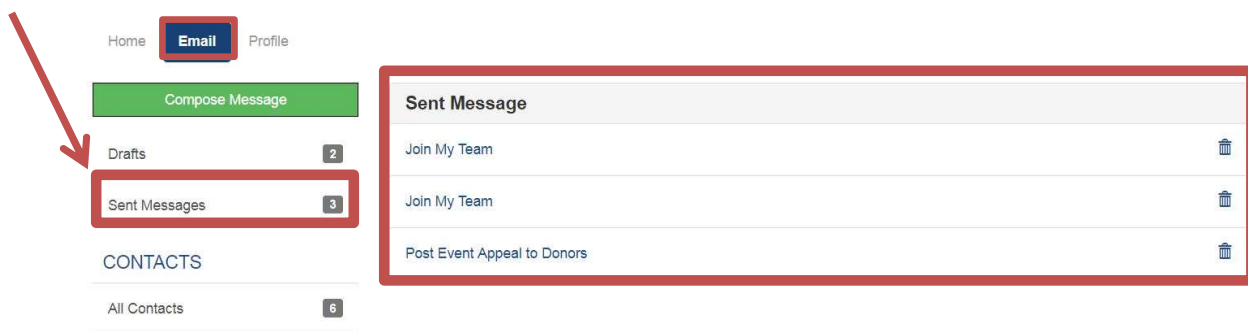 Home Email Profile
Compose Message
Drafts 2
Sent Messages 3
CONTACTS
All Contacts 6
Sent Message
Join My Team
Join My Team
Post Event Appeal to Donors